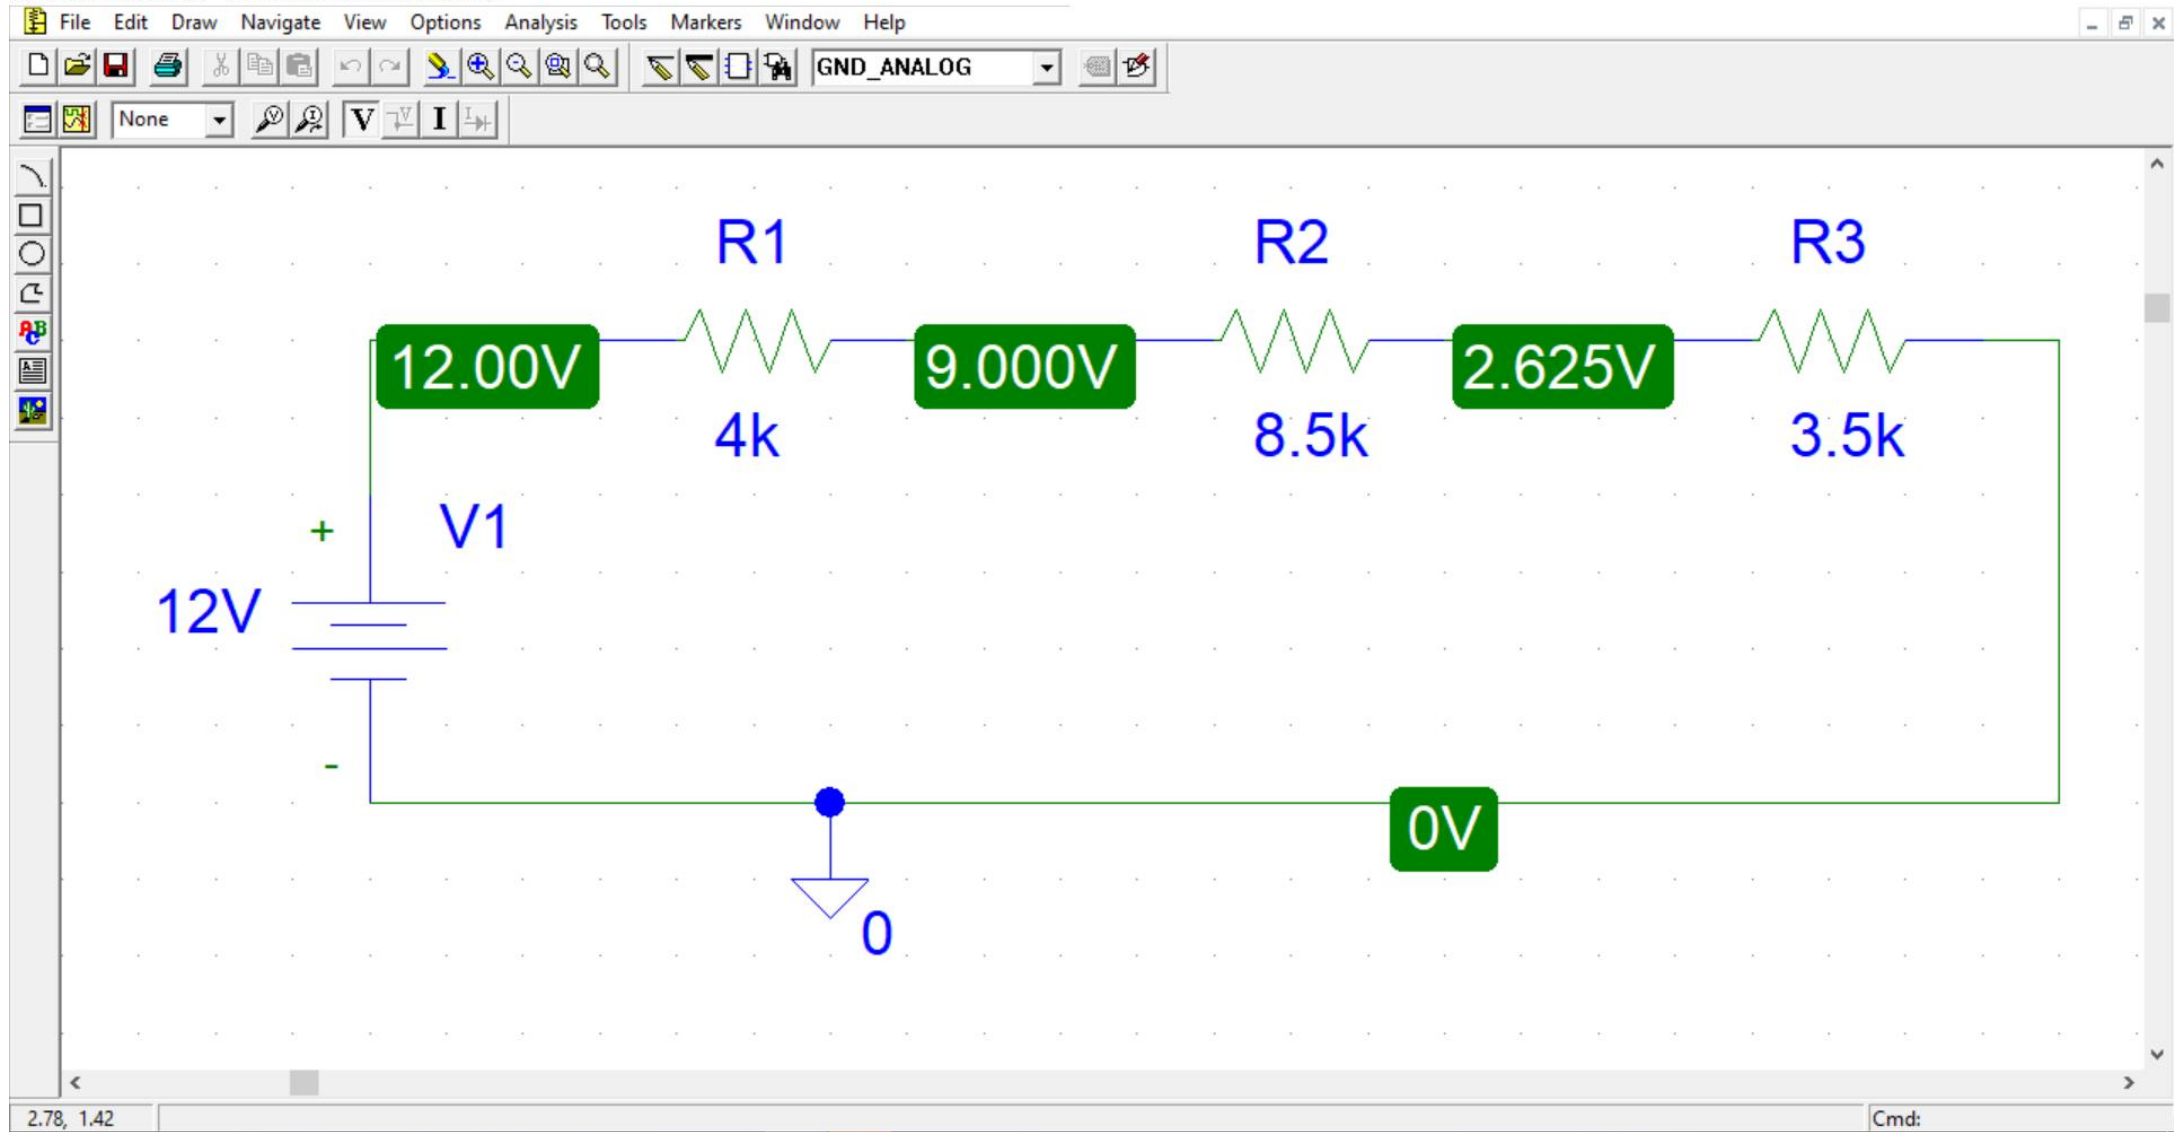 File Edit Draw Navigate View Options Analysis Tools Markers Window Help
GND_ANALOG
None V I
R1 R2 R3
12.00V 9.000V 2.625V
4k 8.5k 3.5k
+ V1
12V
-
0V
0
2.78, 1.42 Cmd: